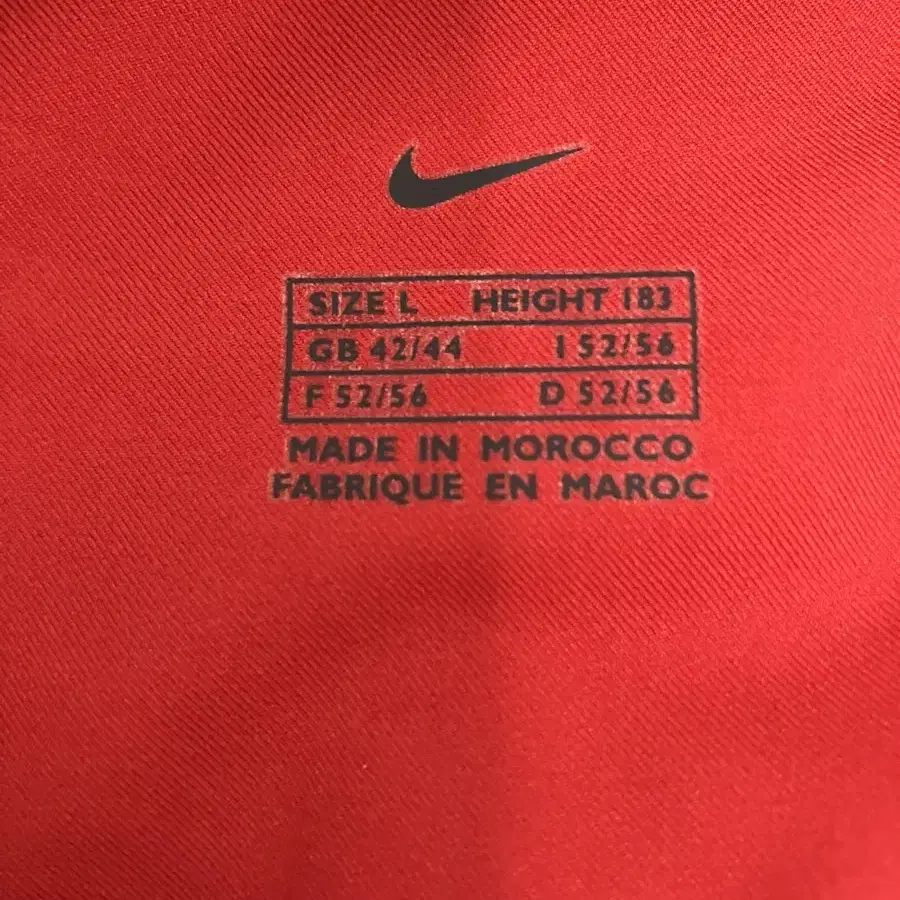 SIZE L HEIGHT 183
GB 42/44 I 52/56
F 52/56 D 52/56
MADE IN MOROCCO
FABRIQUE EN MAROC